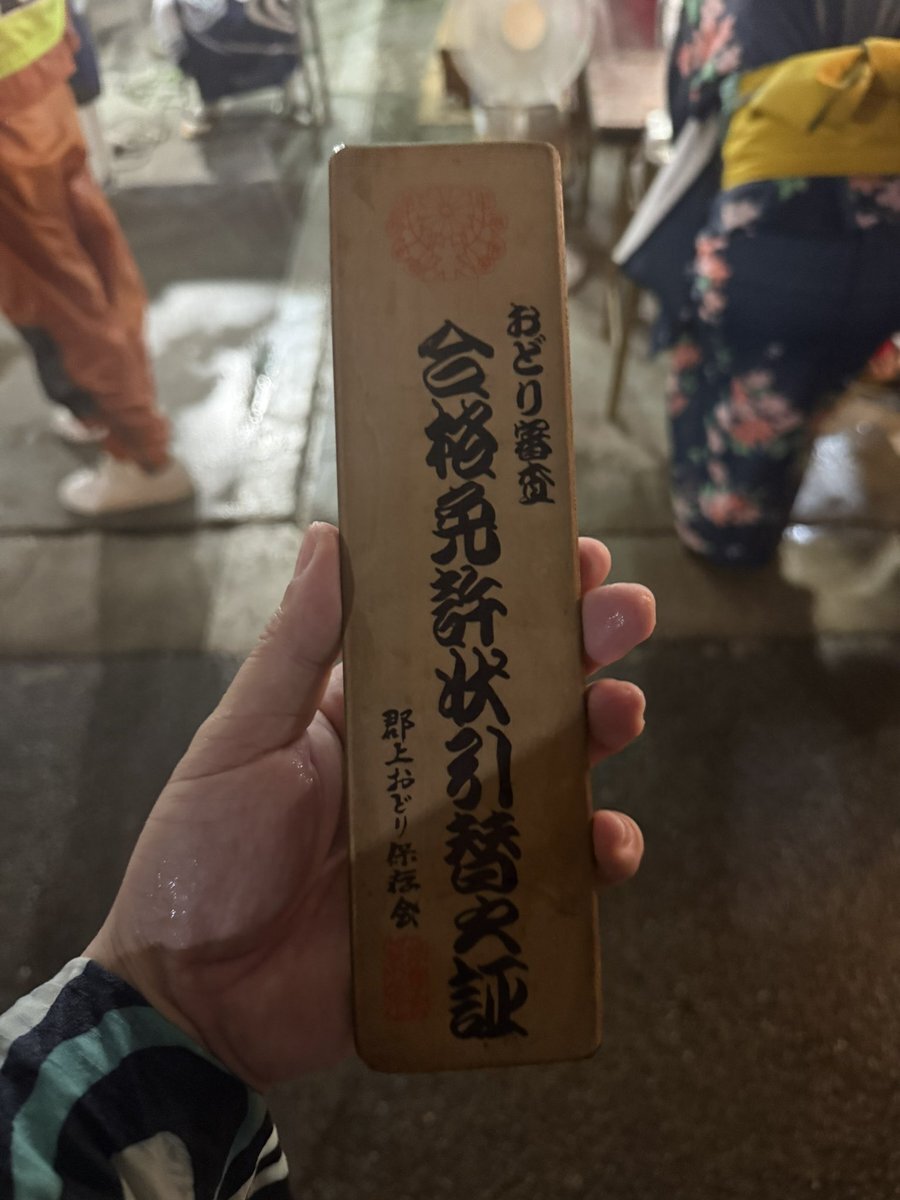 おどり審査
合格免許状引替え証
郡上おどり保存会